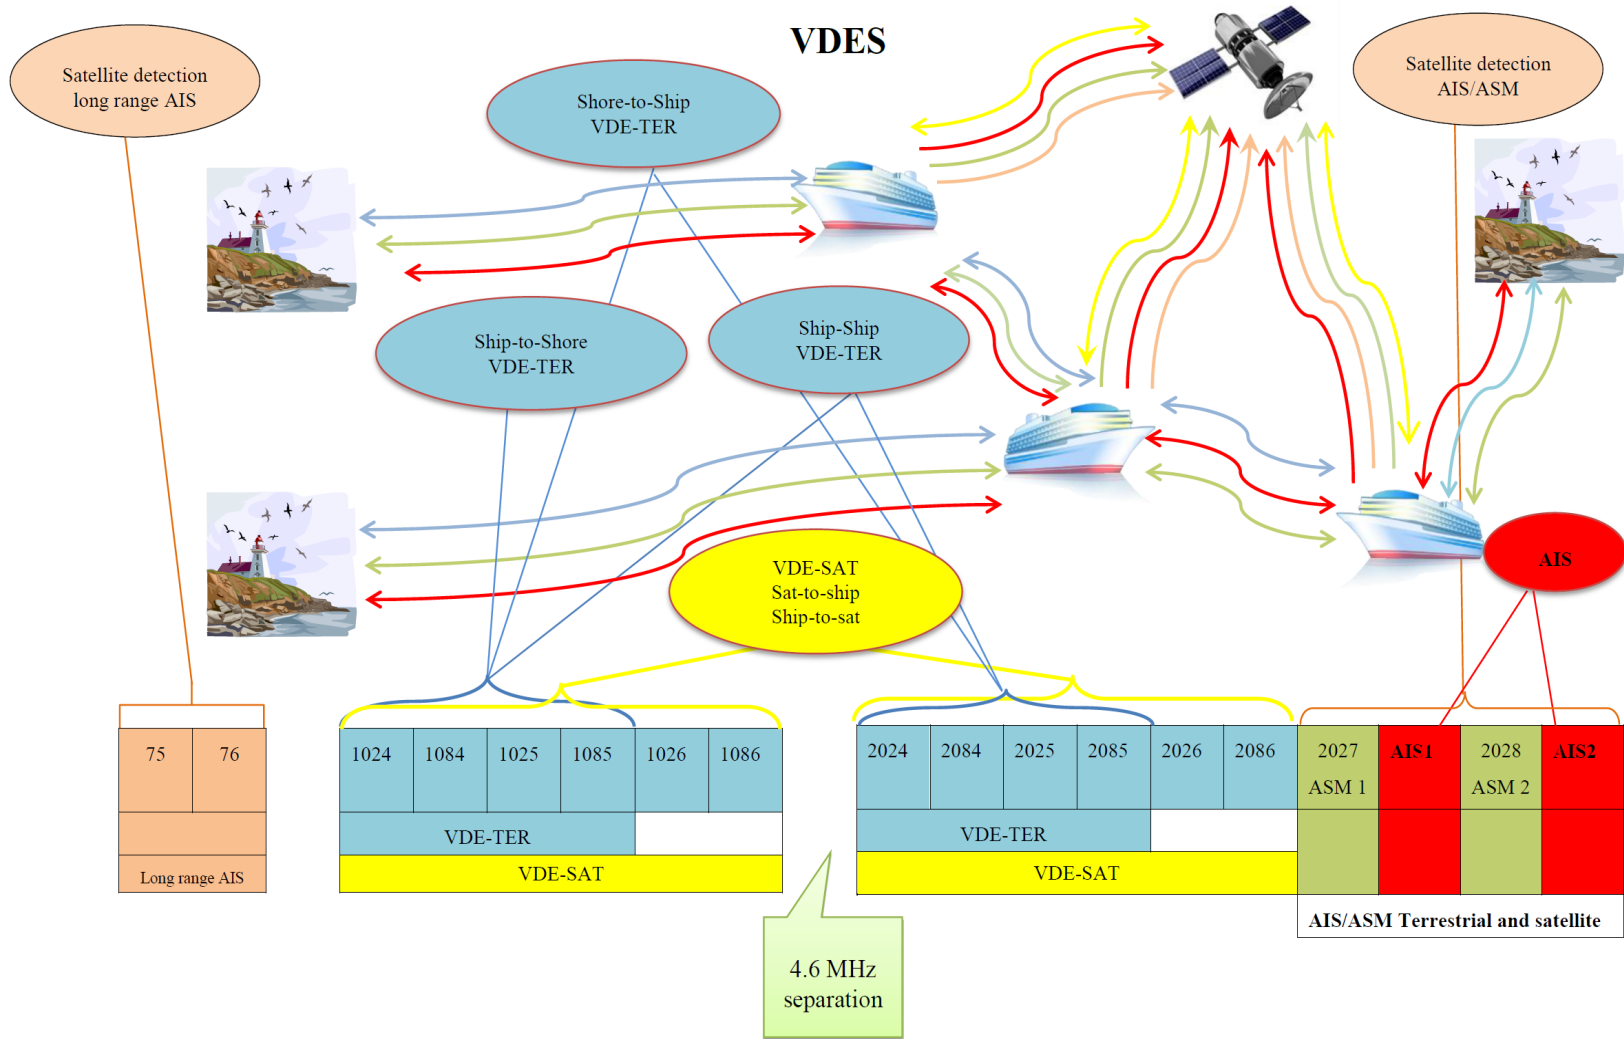 VDES
Satellite detection
long range AIS
Shore-to-Ship
VDE-TER
Satellite detection
AIS/ASM
Ship-to-Shore
VDE-TER
Ship-Ship
VDE-TER
VDE-SAT
Sat-to-ship
Ship-to-sat
AIS
75 76
1024 1084 1025 1085 1026 1086
2024 2084 2025 2085 2026 2086 2027 AIS1 2028 AIS2
ASM 1 ASM 2
VDE-TER
VDE-TER
Long range AIS
VDE-SAT
VDE-SAT
AIS/ASM Terrestrial and satellite
4.6 MHz
separation